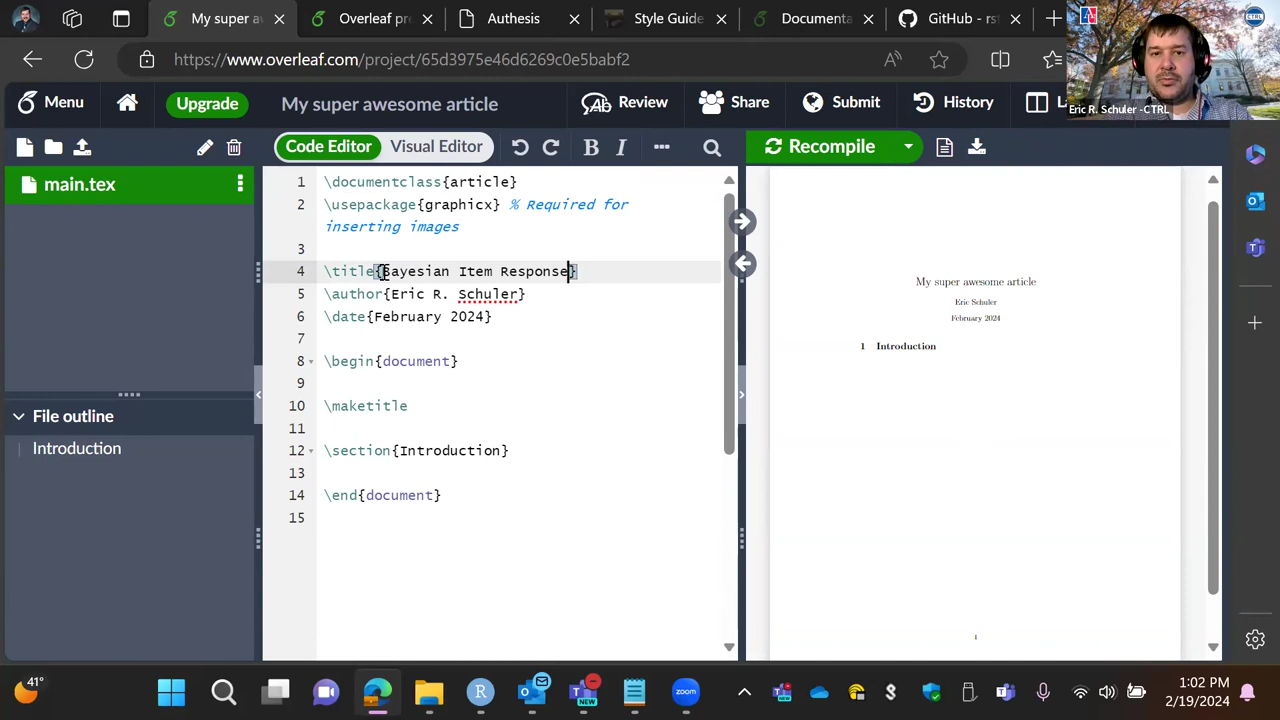 My super a
Overleaf pr
Authesis
Style Guide
Documenta
GitHub - rs
https://www.overleaf.com/project/
Menu
Upgrade
My super awesome article
Review
Share
Submit
History
Eric R. Schuler -CTRL
Code Editor
Visual Editor
Recompile
main.tex
1 \documentclass{article}
2 \usepackage{graphicx} % Required for
inserting images
3
4 \title{Bayesian Item Response}
5 \author{Eric R. Schuler}
6 \date{February 2024}
7
8 \begin{document}
9
10 \maketitle
11
12 \section{Introduction}
13
14 \end{document}
15
File outline
Introduction
My super awesome article
Eric Schuler
February 2024
1 Introduction
1
41°
1:02 PM
2/19/2024